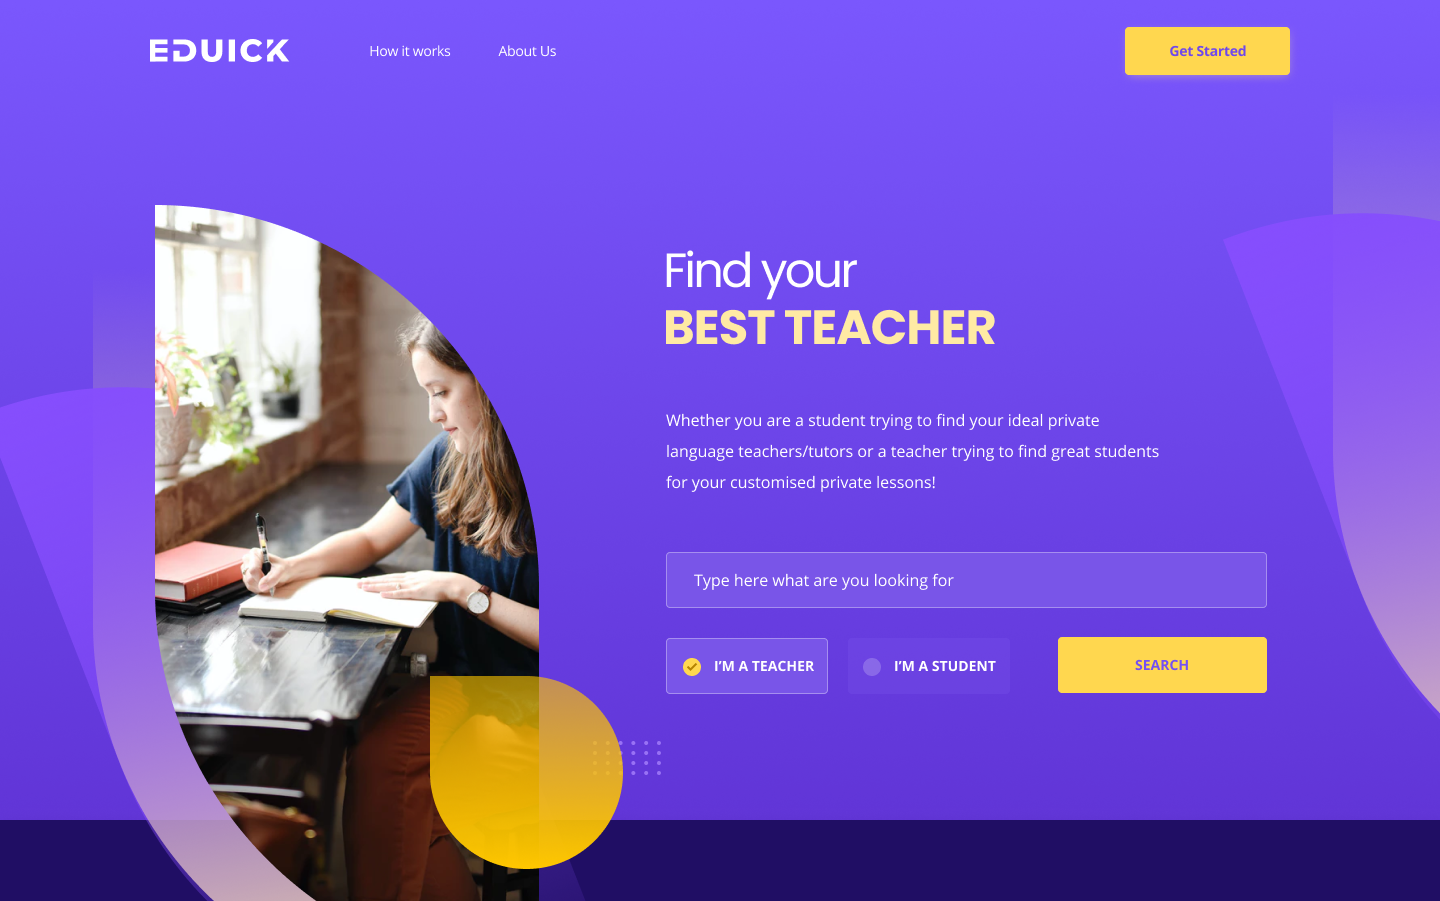 EDUICK
How it works
About Us
Get Started
Find your
BEST TEACHER
Whether you are a student trying to find your ideal private
language teachers/tutors or a teacher trying to find great students
for your customised private lessons!
Type here what are you looking for
I’M A TEACHER
I’M A STUDENT
SEARCH